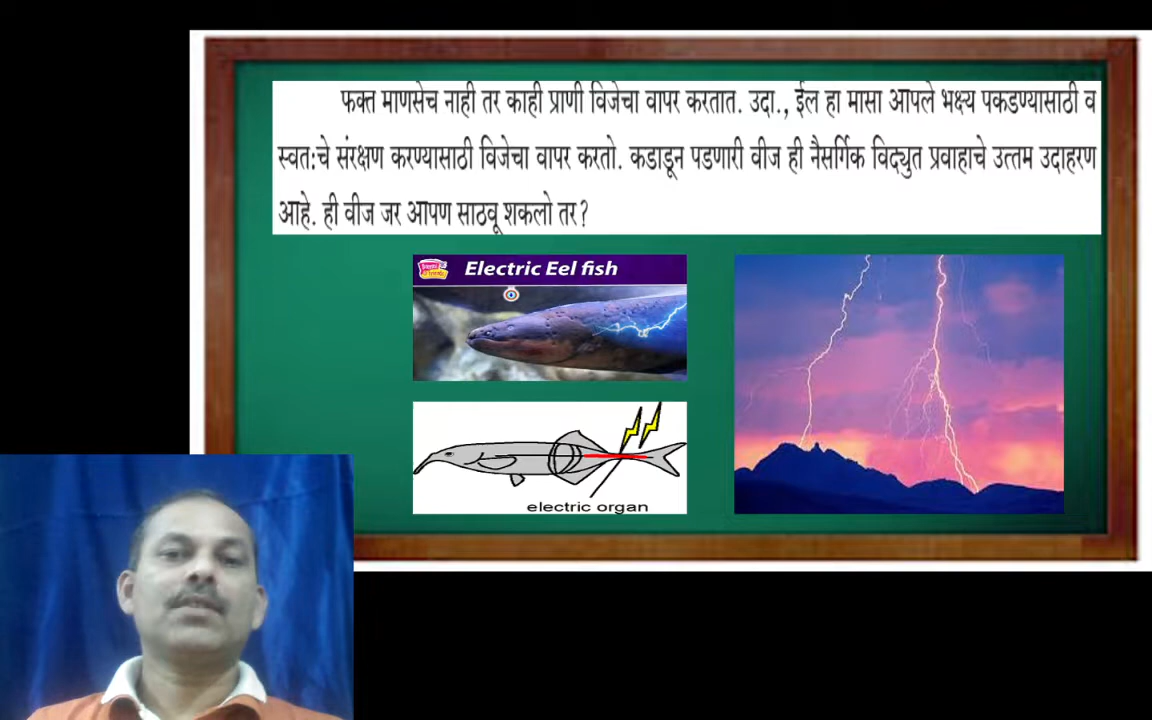 फक्त माणसेच नाही तर काही प्राणी विजेचा वापर करतात. उदा., ईल हा मासा आपले भक्ष्य पकडण्यासाठी व
स्वत:चे संरक्षण करण्यासाठी विजेचा वापर करतो. कडाडून पडणारी वीज ही नैसर्गिक विद्युत प्रवाहाचे उत्तम उदाहरण
आहे. ही वीज जर आपण साठवू शकलो तर?
Electric Eel fish
electric organ